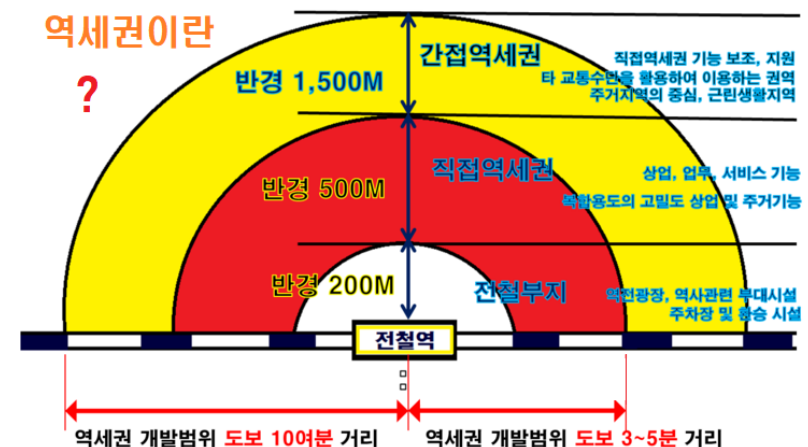 역세권이란
?
간접역세권
반경 1,500M
직접역세권 기능 보조, 지원
타 교통수단을 활용하여 이용하는 권역
주거지역의 중심, 근린생활지역
직접역세권
반경 500M
상업, 업무, 서비스 기능
복합용도의 고밀도 상업 및 주거기능
반경 200M
전철부지
역전광장, 역사관련 부대시설
주차장 및 환승 시설
전철역
역세권 개발범위 도보 10여분 거리
역세권 개발범위 도보 3~5분 거리